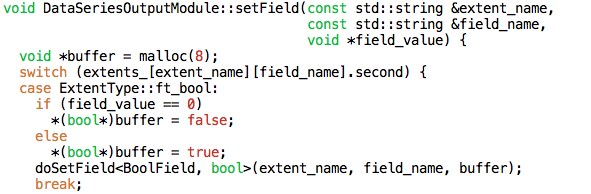 void DataSeriesOutputModule::setField(const std::string &extent_name,
const std::string &field_name,
void *field_value) {
void *buffer = malloc(8);
switch (extents_[extent_name][field_name].second) {
case ExtentType::ft_bool:
if (field_value == 0)
*(bool*)buffer = false;
else
*(bool*)buffer = true;
doSetField<BoolField, bool>(extent_name, field_name, buffer);
break;